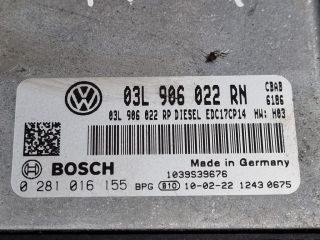 03L 906 022 RN CBAB
6186
03L 906 022 RP DIESEL EDC17CP14 HW: H03
BOSCH
Made in Germany
1039S39676
0 281 016 155 BPG 810 10-02-22 1243 0675